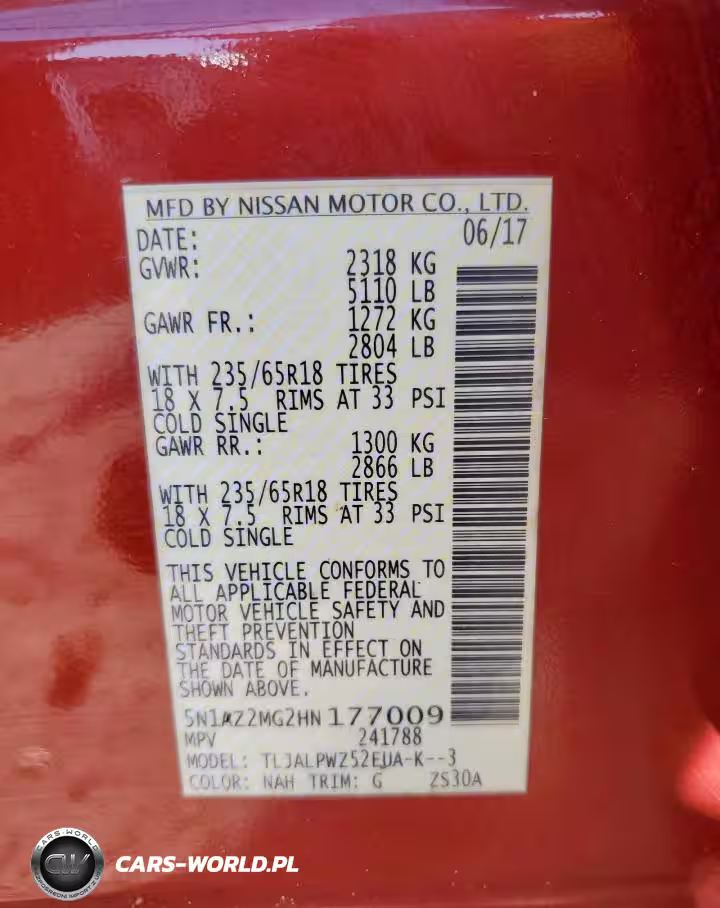 MFD BY NISSAN MOTOR CO., LTD.
DATE: 06/17
GVWR: 2318 KG
5110 LB
GAWR FR.: 1272 KG
2804 LB
WITH 235/65R18 TIRES
18 X 7.5 RIMS AT 33 PSI
COLD SINGLE
GAWR RR.: 1300 KG
2866 LB
WITH 235/65R18 TIRES
18 X 7.5 RIMS AT 33 PSI
COLD SINGLE
THIS VEHICLE CONFORMS TO
ALL APPLICABLE FEDERAL
MOTOR VEHICLE SAFETY AND
THEFT PREVENTION
STANDARDS IN EFFECT ON
THE DATE OF MANUFACTURE
SHOWN ABOVE.
5N1AZ2MG2HN177009
MPV 241788
MODEL: TLJALPWZ52EUA-K--3
COLOR: NAH TRIM: G ZS30A
CARS-WORLD
CW
CARS-WORLD.PL